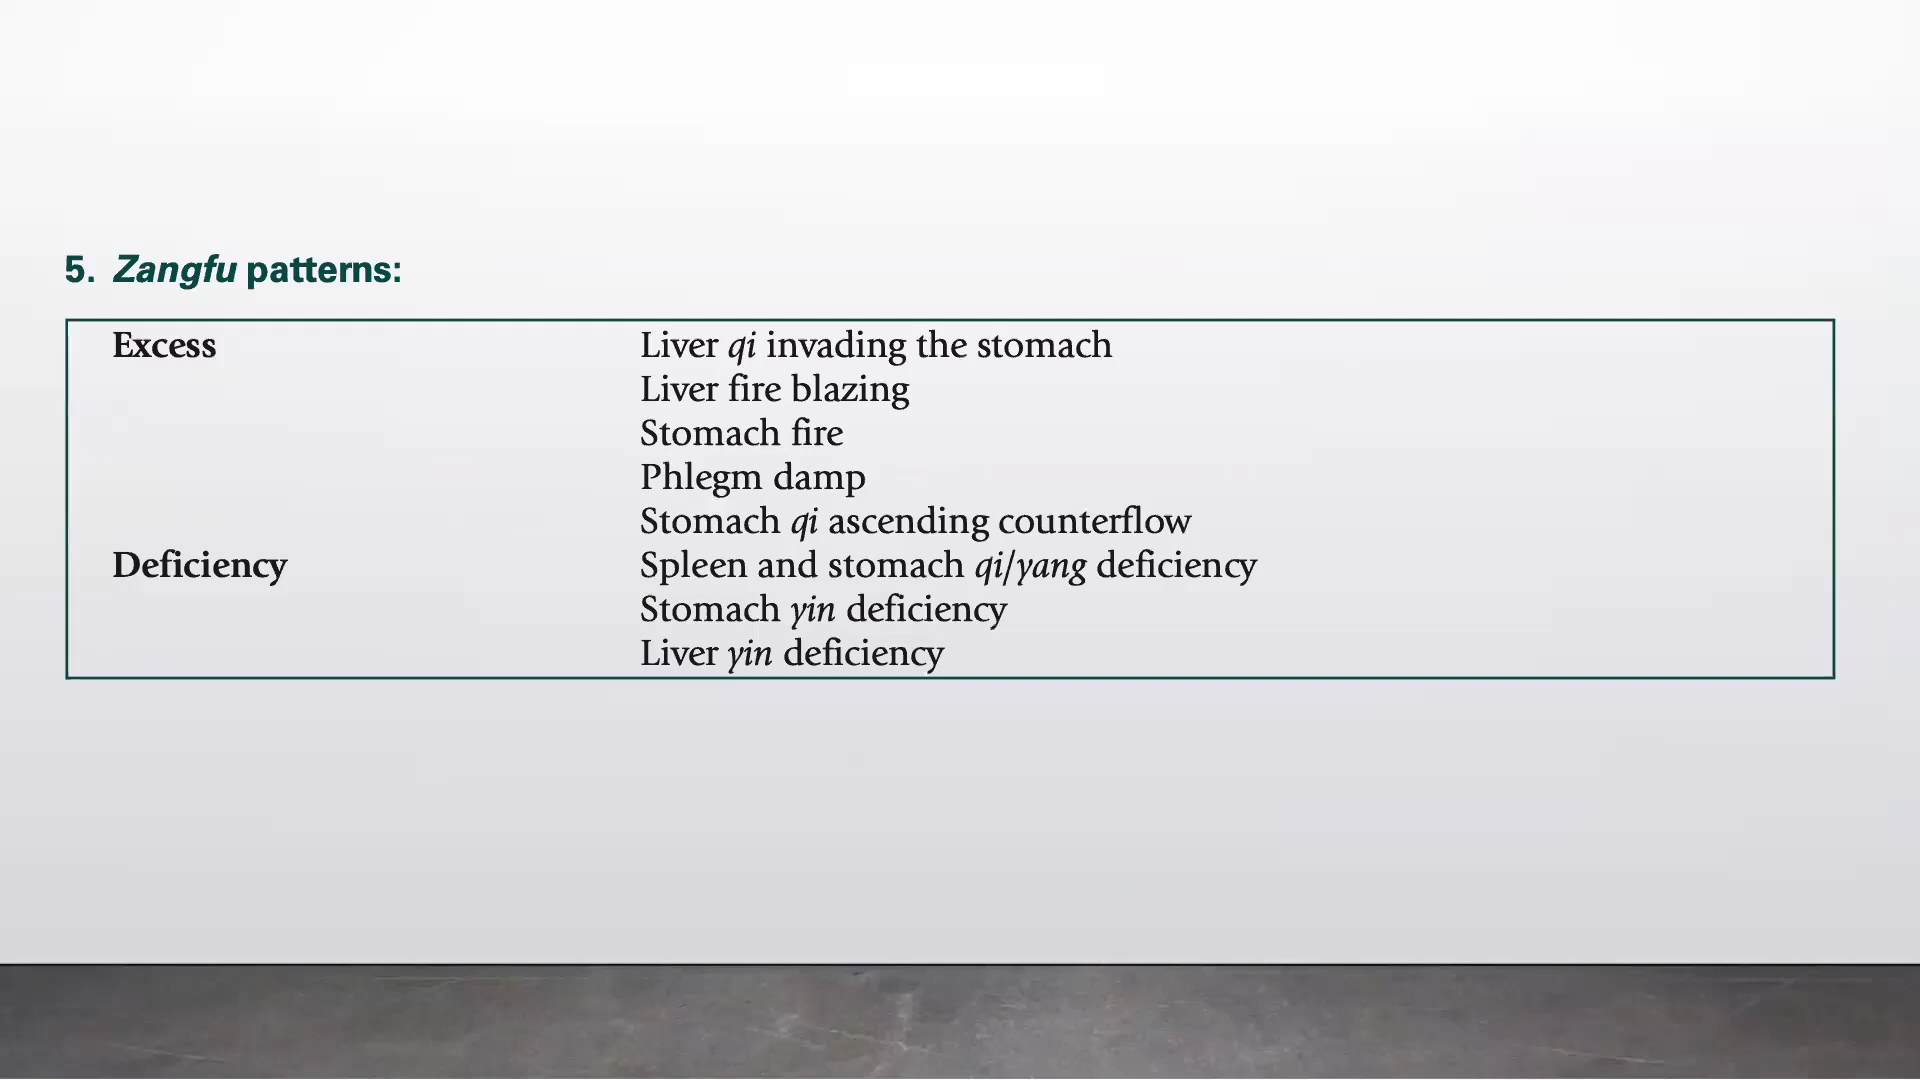 5. Zangfu patterns:
Excess Liver qi invading the stomach
Liver fire blazing
Stomach fire
Phlegm damp
Stomach qi ascending counterflow
Deficiency Spleen and stomach qi/yang deficiency
Stomach yin deficiency
Liver yin deficiency